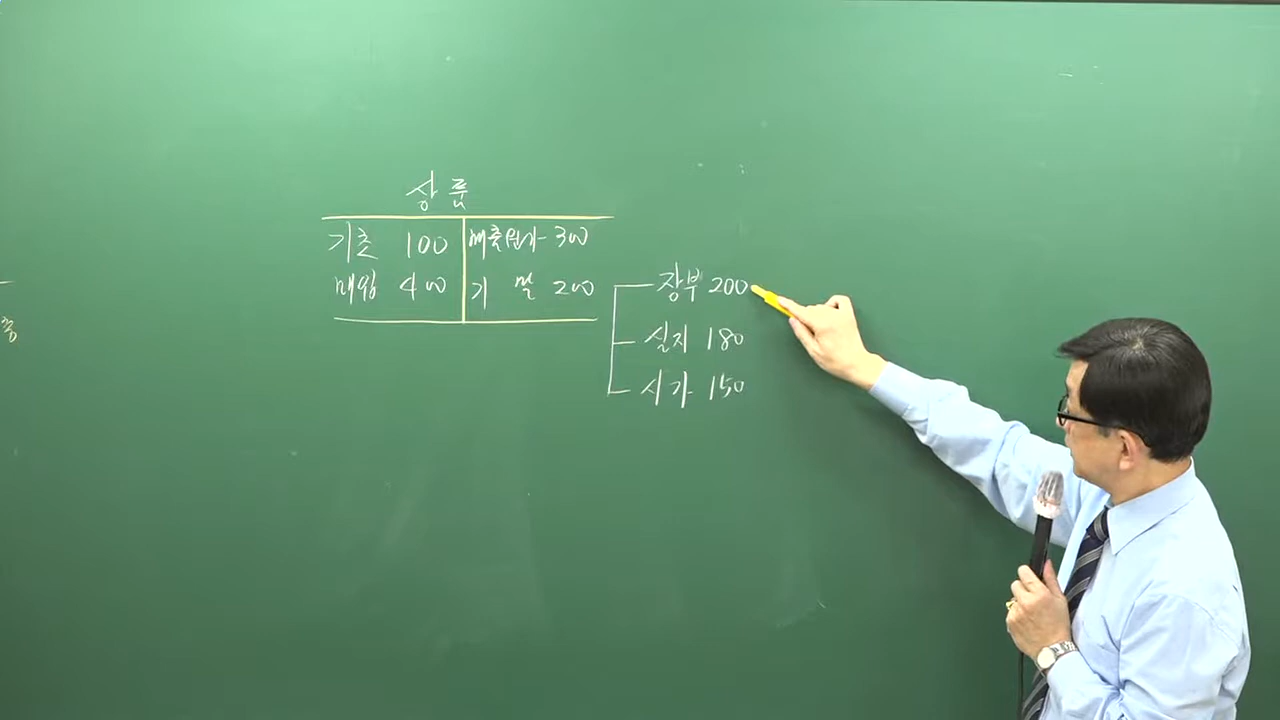 상품
기초 100 매출원가 300
매입 400 기말 200
장부 200
실지 180
시가 150